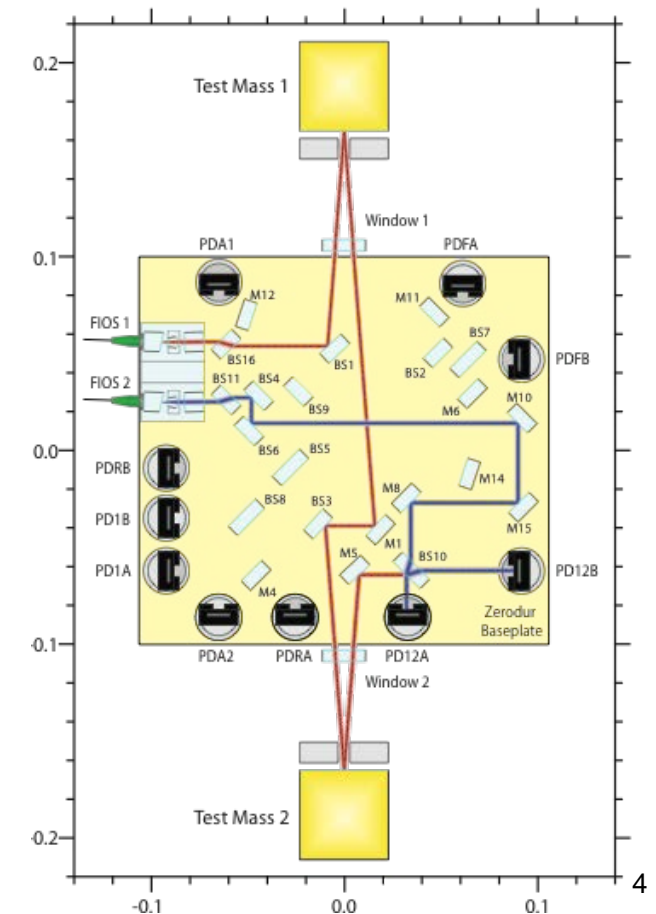 0.2
Test Mass 1
Window 1
0.1
PDA1
PDFA
M12
M11
FIOS 1
BS7
BS16
BS1
BS2
PDFB
FIOS 2
BS11
BS4
M6
M10
BS9
0.0
BS6
PDRB
BS5
M14
M8
BS8
BS3
PD1B
M15
M1
M5
BS10
PD1A
PD12B
M4
Zerodur
Baseplate
-0.1
PDA2
PDRA
PD12A
Window 2
Test Mass 2
-0.2
4
-0.1
0.0
0.1